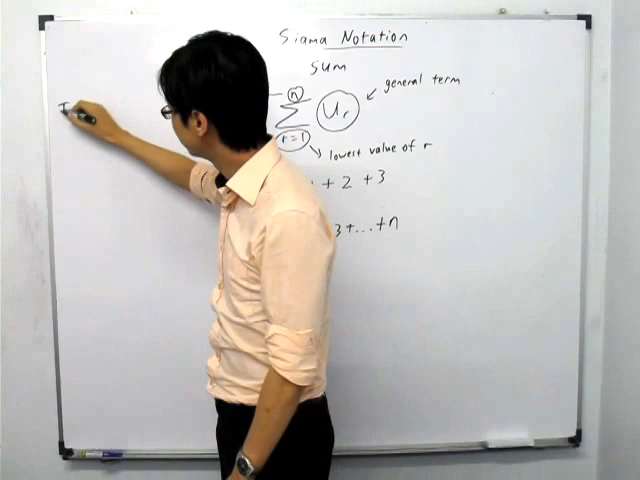 Sigma Notation
sum
n
Σ Ur
general term
r=1
lowest value of r
+ 2 + 3
3+...+n